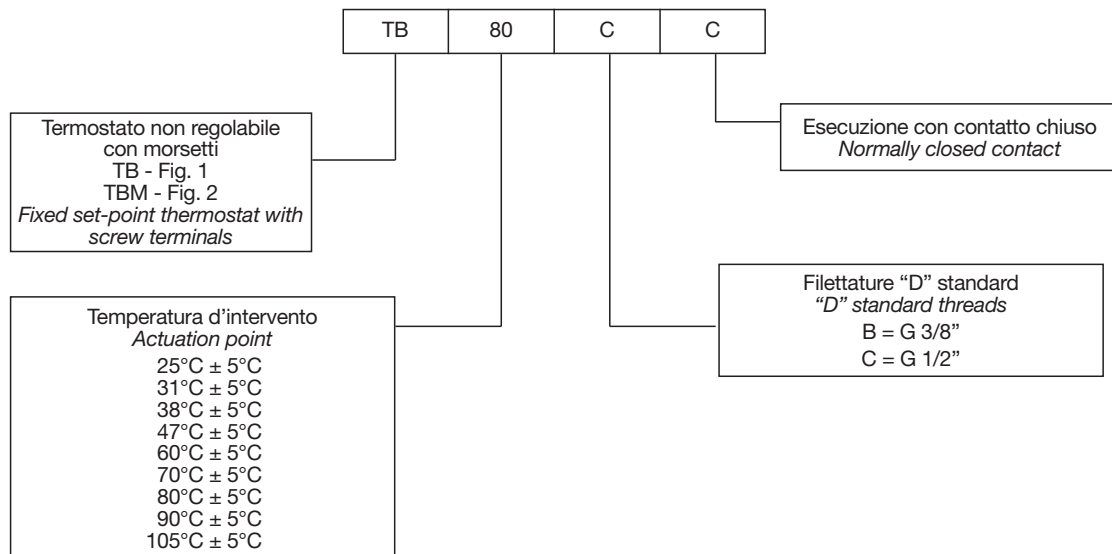 TB 80 C C
Termostato non regolabile
con morsetti
TB - Fig. 1
TBM - Fig. 2
Fixed set-point thermostat with
screw terminals
Esecuzione con contatto chiuso
Normally closed contact
Temperatura d'intervento
Actuation point
25°C ± 5°C
31°C ± 5°C
38°C ± 5°C
47°C ± 5°C
60°C ± 5°C
70°C ± 5°C
80°C ± 5°C
90°C ± 5°C
105°C ± 5°C
Filettature “D” standard
“D” standard threads
B = G 3/8”
C = G 1/2”